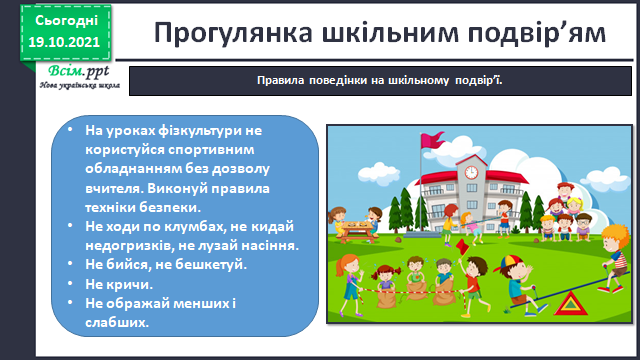 Сьогодні
19.10.2021
Прогулянка шкільним подвір’ям
Всім.ppt
Нова українська школа
Правила поведінки на шкільному подвір’ї.
• На уроках фізкультури не
користуйся спортивним
обладнанням без дозволу
вчителя. Виконуй правила
техніки безпеки.
• Не ходи по клумбах, не кидай
недогризків, не лузай насіння.
• Не бийся, не бешкетуй.
• Не кричи.
• Не ображай менших і
слабших.